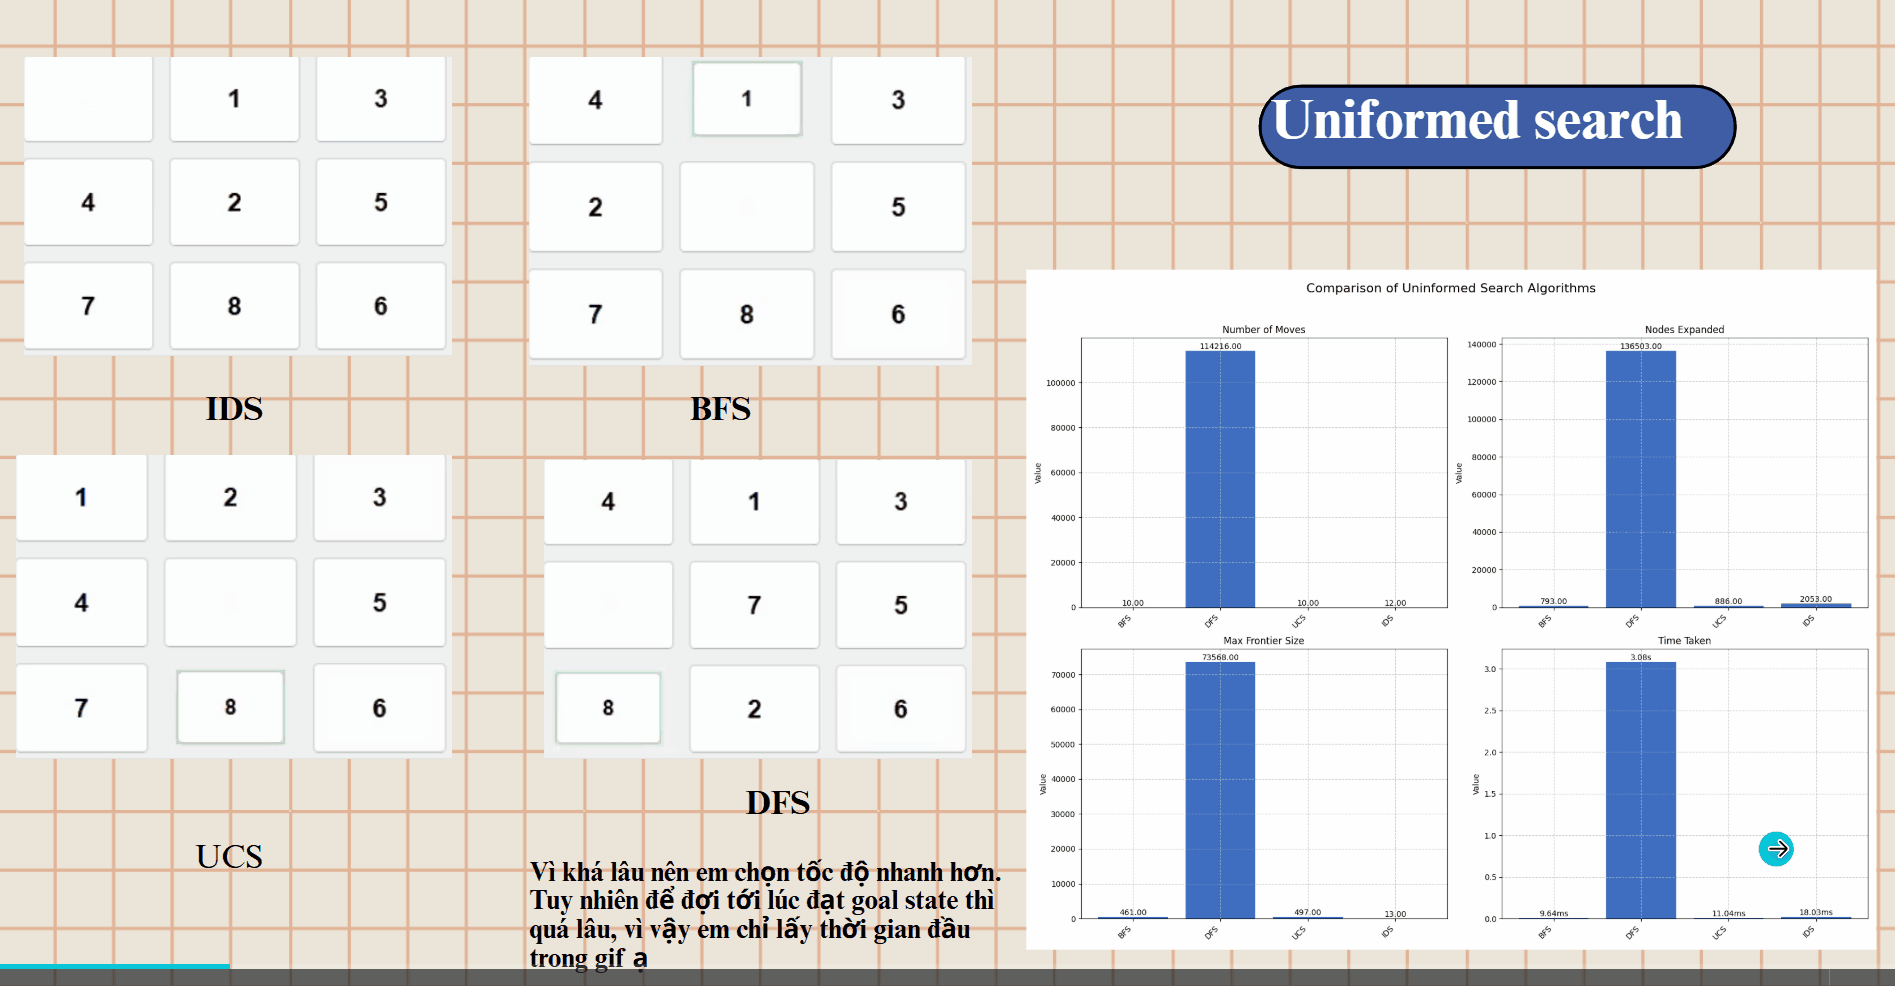 Uniformed search
1 3
4 2 5
7 8 6
IDS
4 1 3
2 5
7 8 6
BFS
1 2 3
4 5
7 8 6
UCS
4 1 3
7 5
8 2 6
DFS
Vì khá lâu nên em chọn tốc độ nhanh hơn.
Tuy nhiên để đợi tới lúc đạt goal state thì
quá lâu, vì vậy em chỉ lấy thời gian đầu
trong gif ạ
Comparison of Uninformed Search Algorithms
Number of Moves
Value
100000
80000
60000
40000
20000
0
10.00
114216.00
10.00
12.00
BFS
DFS
UCS
IDS
Nodes Expanded
Value
140000
120000
100000
80000
60000
40000
20000
0
793.00
136503.00
886.00
2053.00
BFS
DFS
UCS
IDS
Max Frontier Size
Value
70000
60000
50000
40000
30000
20000
10000
0
461.00
73568.00
497.00
13.00
BFS
DFS
UCS
IDS
Time Taken
Value
3.0
2.5
2.0
1.5
1.0
0.5
0.0
9.64ms
3.08s
11.04ms
18.03ms
BFS
DFS
UCS
IDS